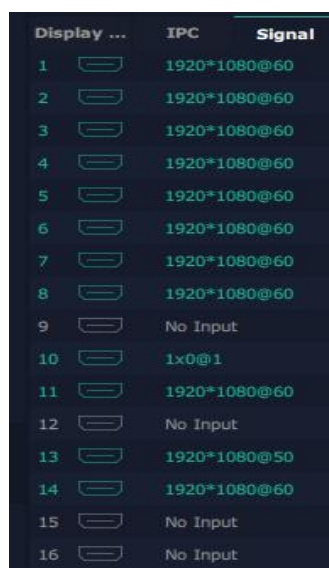 Display ... IPC Signal
1 1920*1080@60
2 1920*1080@60
3 1920*1080@60
4 1920*1080@60
5 1920*1080@60
6 1920*1080@60
7 1920*1080@60
8 1920*1080@60
9 No Input
10 1x0@1
11 1920*1080@60
12 No Input
13 1920*1080@50
14 1920*1080@60
15 No Input
16 No Input